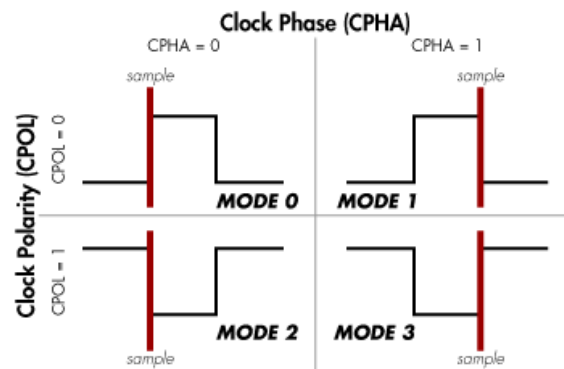 Clock Phase (CPHA)
CPHA = 0
CPHA = 1
sample
sample
Clock Polarity (CPOL)
CPOL = 0
MODE 0
MODE 1
CPOL = 1
MODE 2
MODE 3
sample
sample